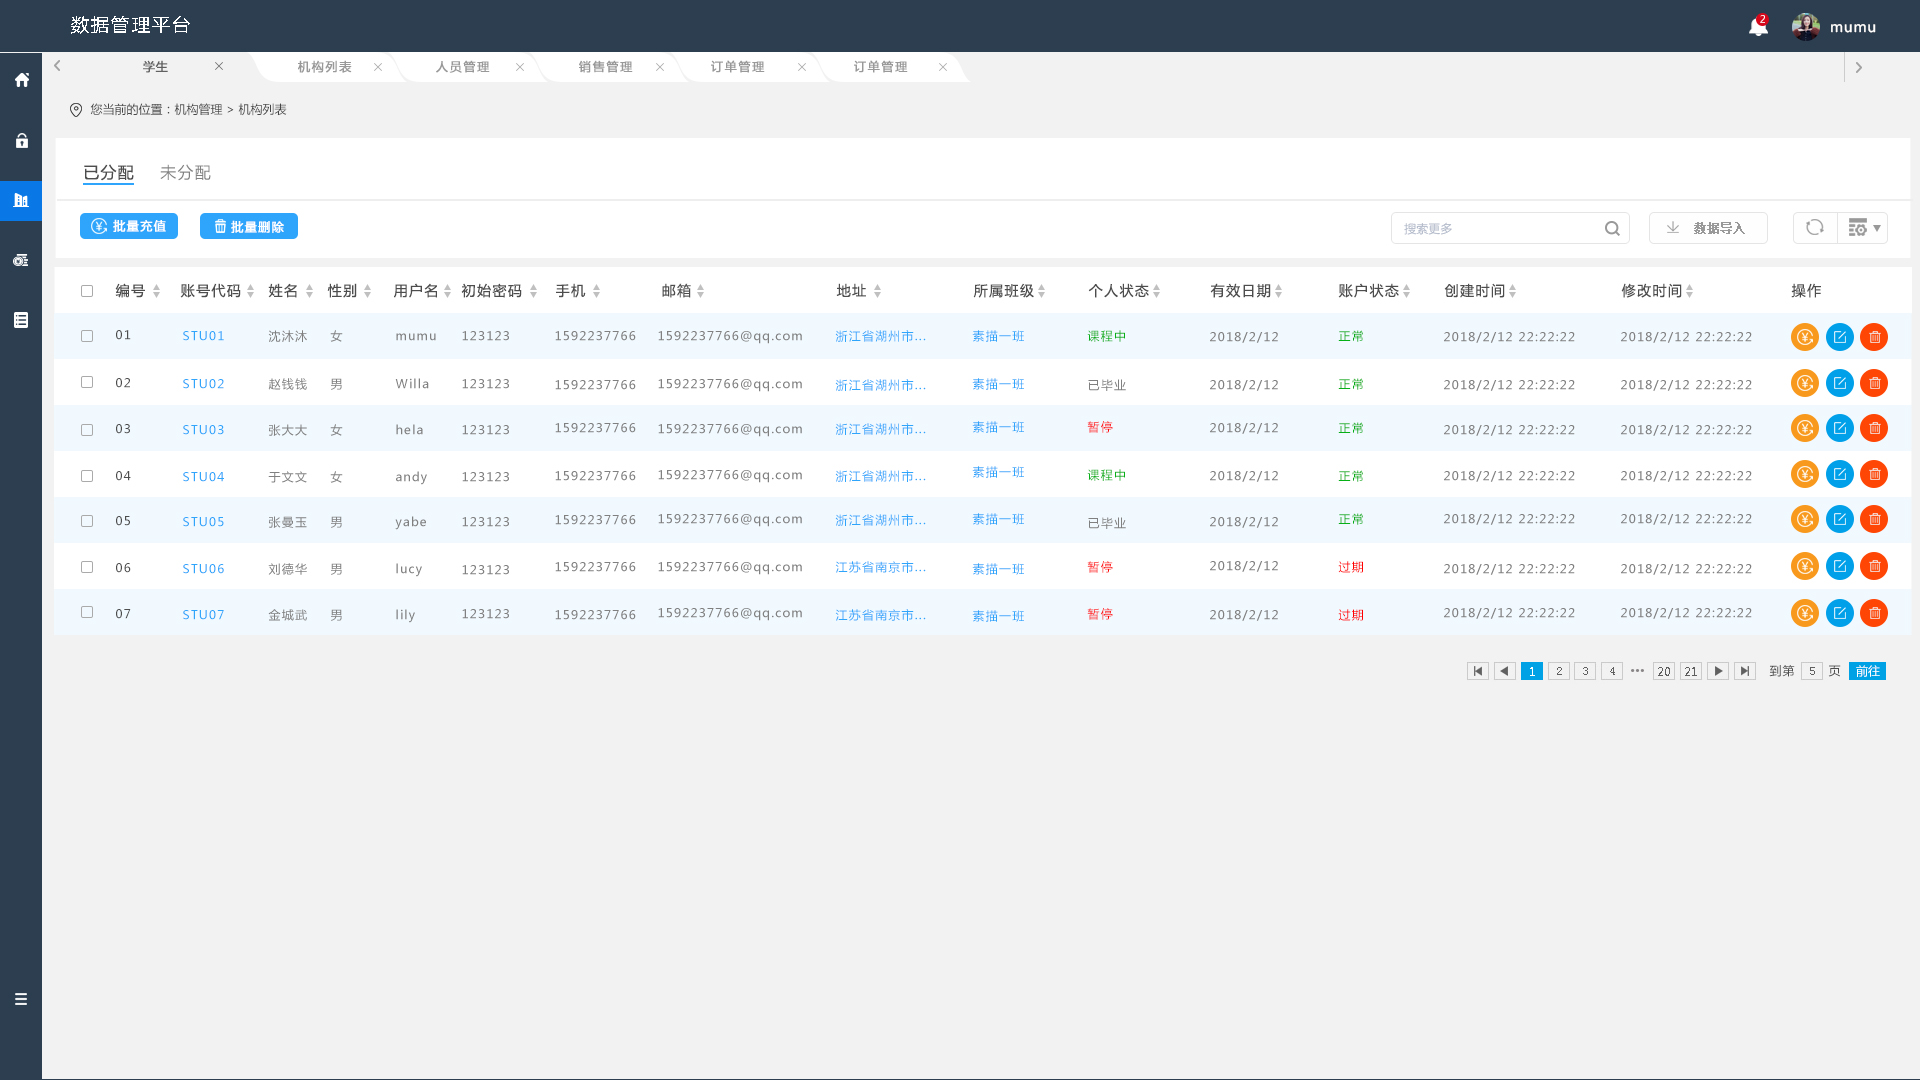 数据管理平台
2
mumu
学生 机构列表 人员管理 销售管理 订单管理 订单管理
您当前的位置：机构管理 > 机构列表
已分配 未分配
批量充值 批量删除 搜索更多 数据导入
编号 账号代码 姓名 性别 用户名 初始密码 手机 邮箱 地址 所属班级 个人状态 有效日期 账户状态 创建时间 修改时间 操作
01 STU01 沈沐沐 女 mumu 123123 1592237766 1592237766@qq.com 浙江省湖州市... 素描一班 课程中 2018/2/12 正常 2018/2/12 22:22:22 2018/2/12 22:22:22
02 STU02 赵钱钱 男 Willa 123123 1592237766 1592237766@qq.com 浙江省湖州市... 素描一班 已毕业 2018/2/12 正常 2018/2/12 22:22:22 2018/2/12 22:22:22
03 STU03 张大大 女 hela 123123 1592237766 1592237766@qq.com 浙江省湖州市... 素描一班 暂停 2018/2/12 正常 2018/2/12 22:22:22 2018/2/12 22:22:22
04 STU04 于文文 女 andy 123123 1592237766 1592237766@qq.com 浙江省湖州市... 素描一班 课程中 2018/2/12 正常 2018/2/12 22:22:22 2018/2/12 22:22:22
05 STU05 张曼玉 男 yabe 123123 1592237766 1592237766@qq.com 浙江省湖州市... 素描一班 已毕业 2018/2/12 正常 2018/2/12 22:22:22 2018/2/12 22:22:22
06 STU06 刘德华 男 lucy 123123 1592237766 1592237766@qq.com 江苏省南京市... 素描一班 暂停 2018/2/12 过期 2018/2/12 22:22:22 2018/2/12 22:22:22
07 STU07 金城武 男 lily 123123 1592237766 1592237766@qq.com 江苏省南京市... 素描一班 暂停 2018/2/12 过期 2018/2/12 22:22:22 2018/2/12 22:22:22
1 2 3 4 ••• 20 21 到第 5 页 前往